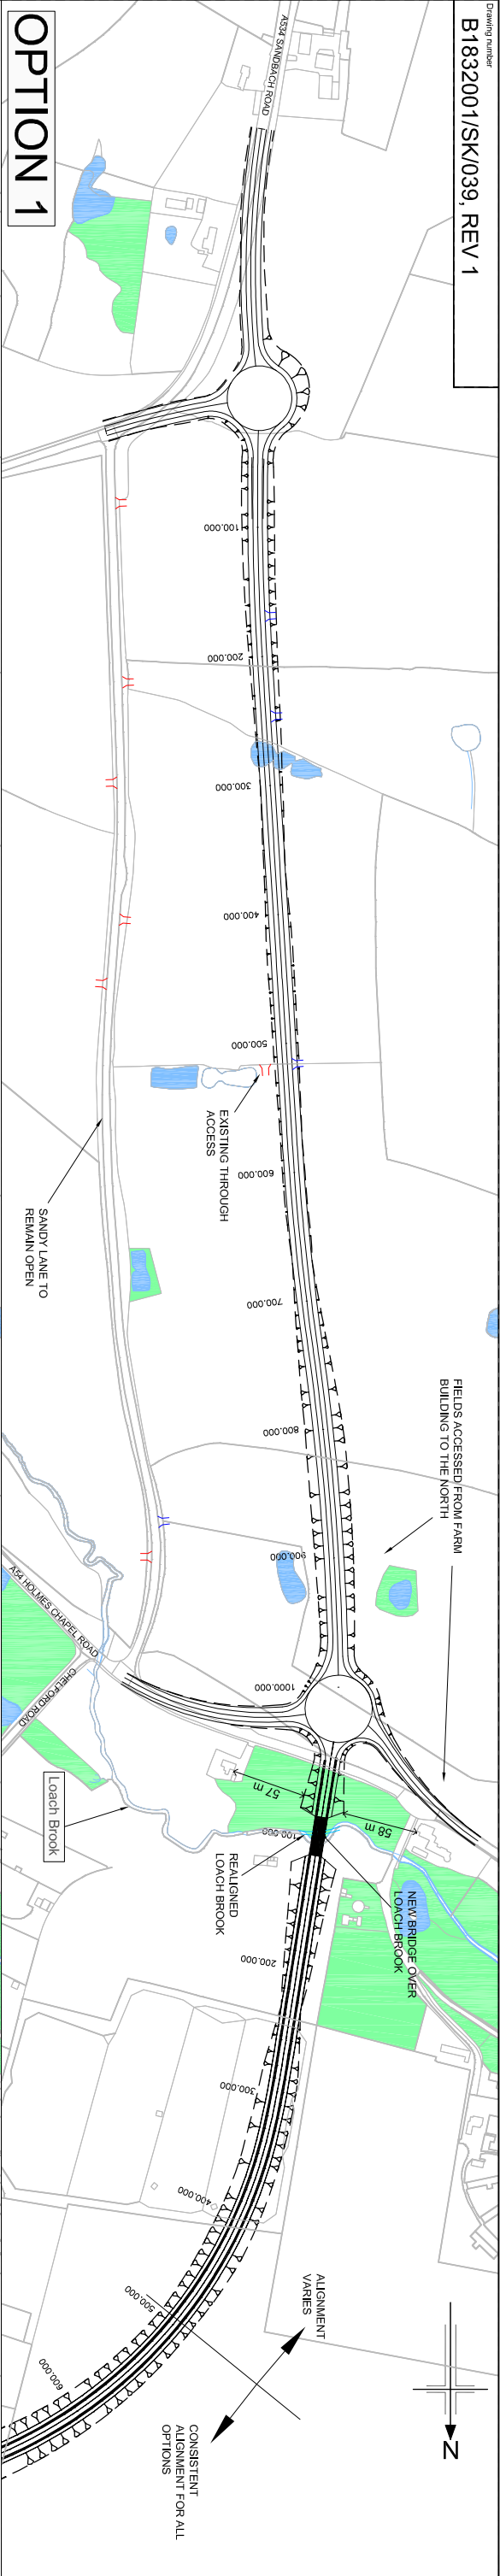 Drawing number
B1832001/SK/039, REV 1
OPTION 1
A534 SANDBACH ROAD
100.000
200.000
300.000
400.000
500.000
EXISTING THROUGH
ACCESS
600.000
SANDY LANE TO
REMAIN OPEN
700.000
800.000
FIELDS ACCESSED FROM FARM
BUILDING TO THE NORTH
900.000
1000.000
A54 HOLMES CHAPEL ROAD
CHELFORD ROAD
Loach Brook
57 m
58 m
100.000
REALIGNED
LOACH BROOK
NEW BRIDGE OVER
LOACH BROOK
200.000
300.000
400.000
500.000
600.000
ALIGNMENT
VARIES
CONSISTENT
ALIGNMENT FOR ALL
OPTIONS
N